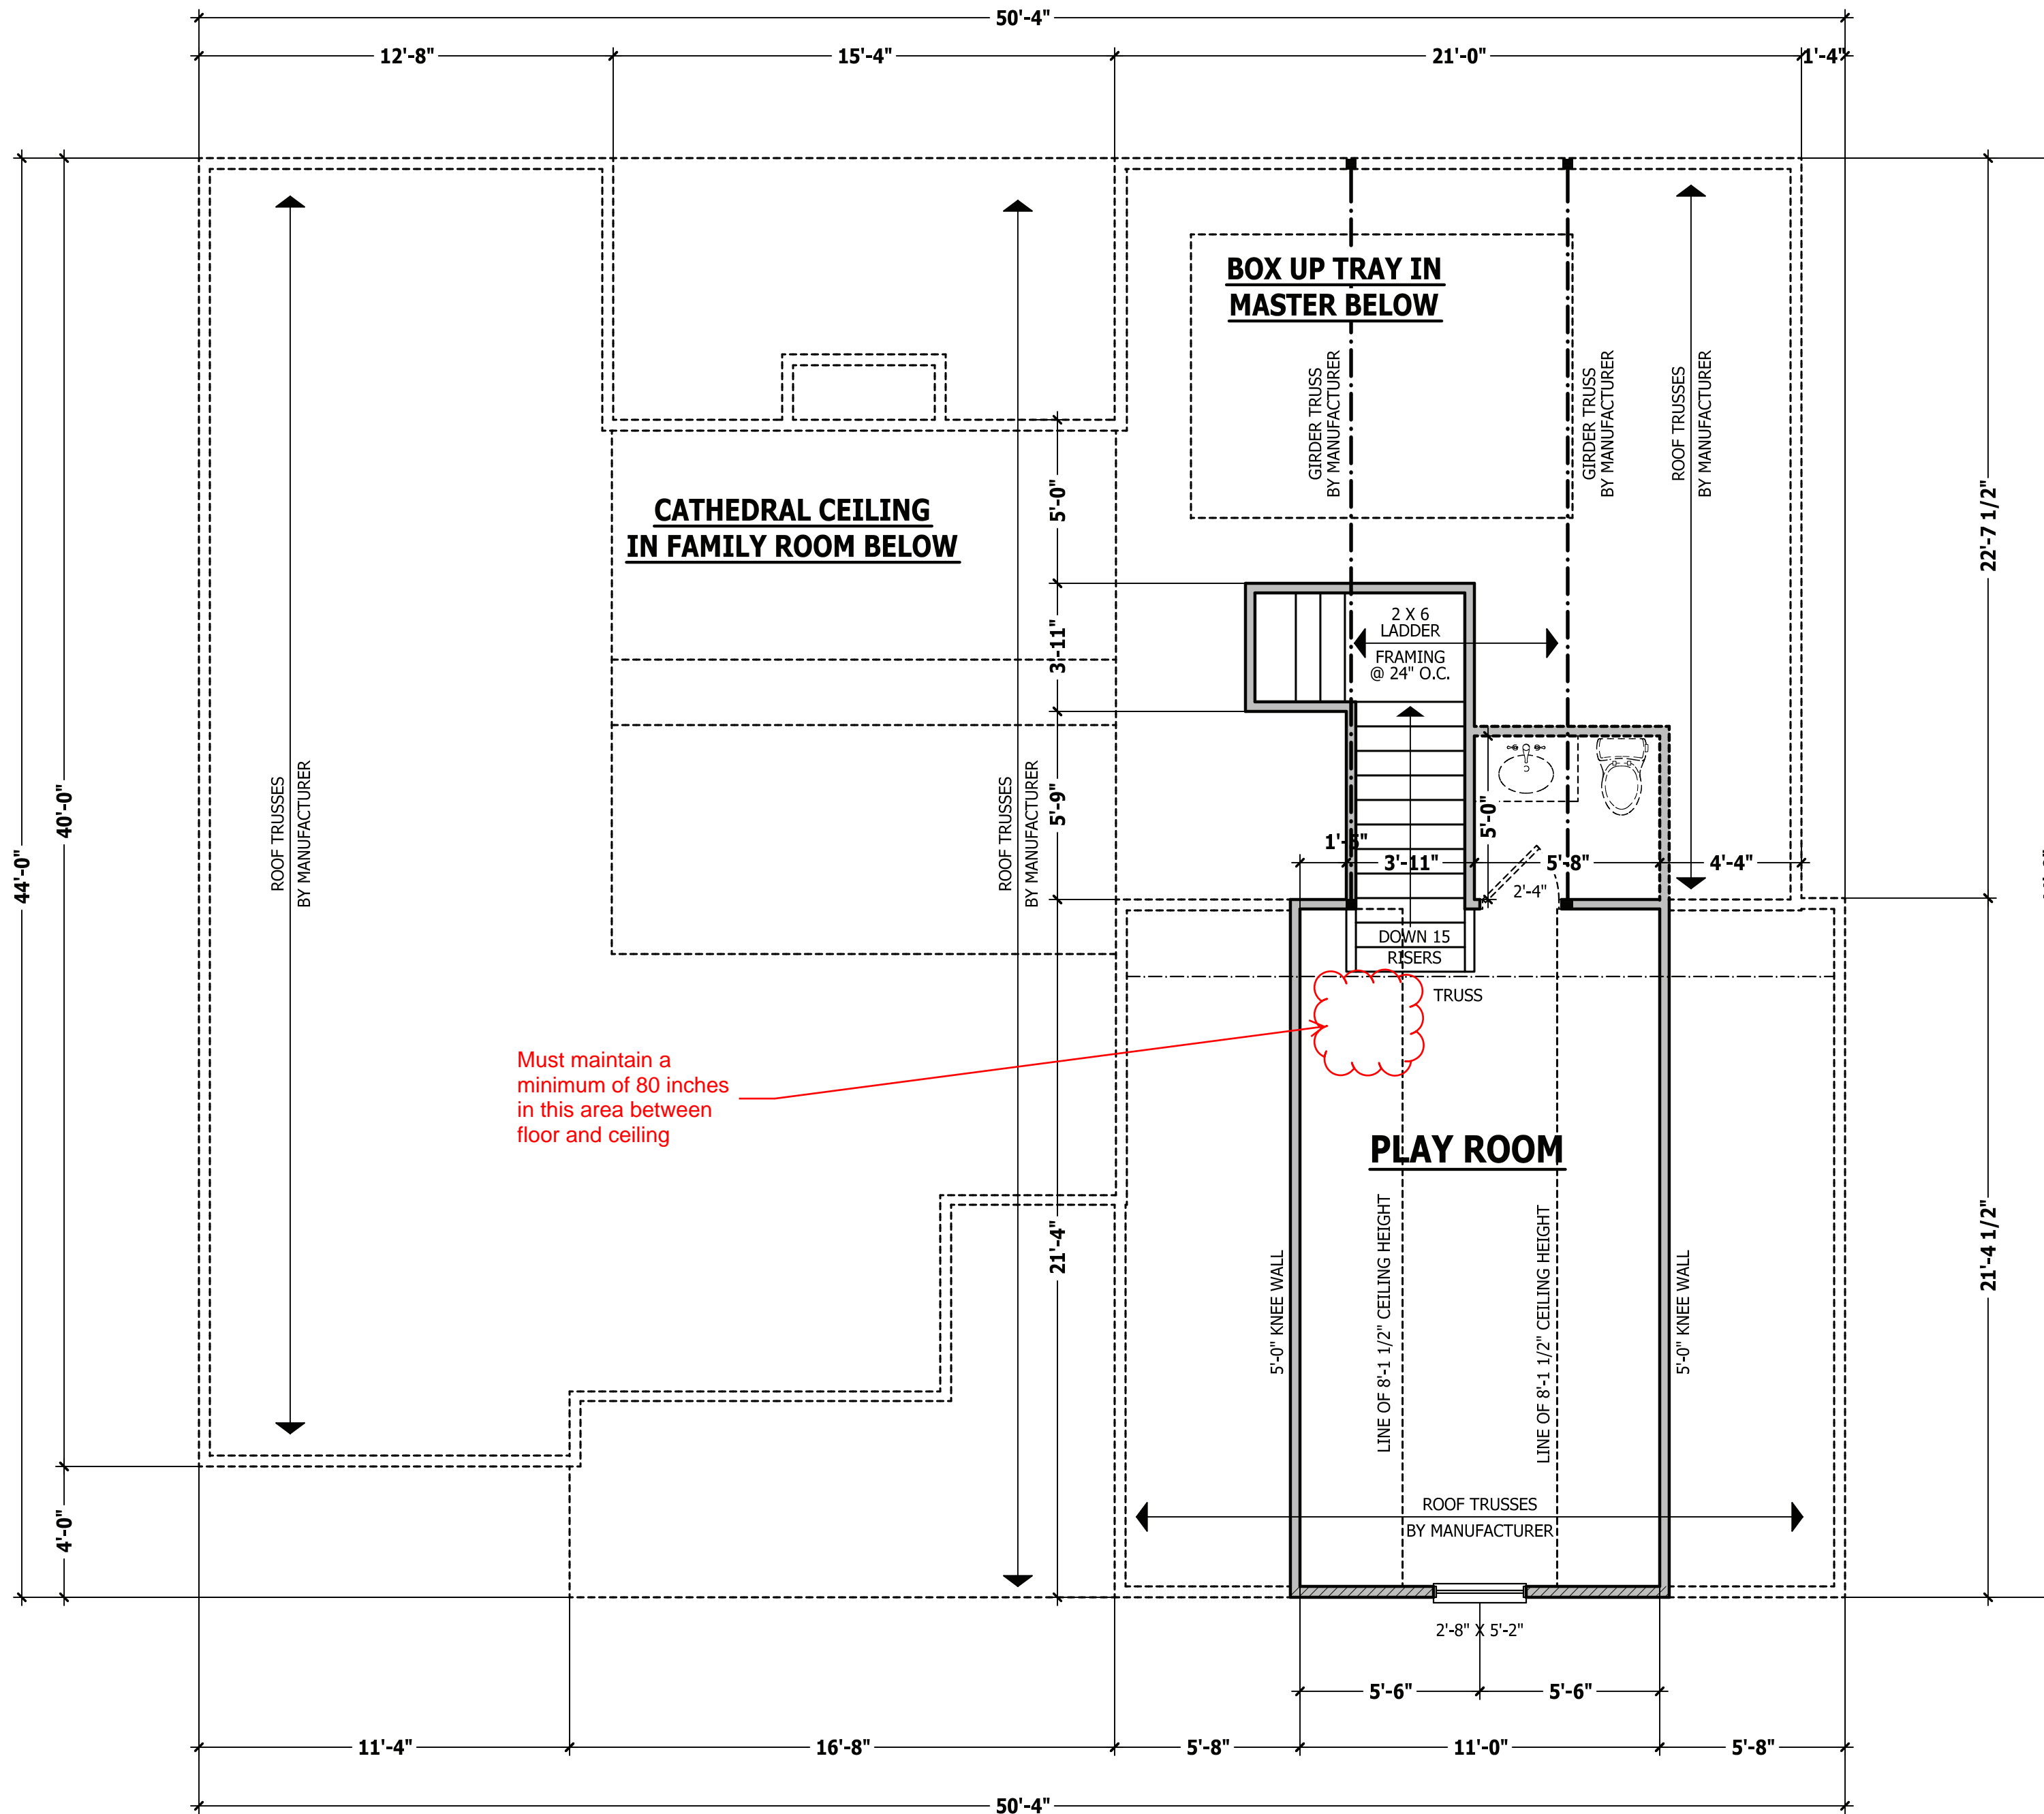 50'-4"
12'-8"
15'-4"
21'-0"
1'-4"
BOX UP TRAY IN
MASTER BELOW
GIRDER TRUSS
BY MANUFACTURER
GIRDER TRUSS
BY MANUFACTURER
ROOF TRUSSES
BY MANUFACTURER
CATHEDRAL CEILING
IN FAMILY ROOM BELOW
5'-0"
22'-7 1/2"
2 X 6
LADDER
FRAMING
@ 24" O.C.
3'-11"
ROOF TRUSSES
BY MANUFACTURER
ROOF TRUSSES
BY MANUFACTURER
40'-0"
44'-0"
5'-9"
5'-0"
3'-11"
5'-8"
4'-4"
2'-4"
DOWN 15
RISERS
TRUSS
Must maintain a
minimum of 80 inches
in this area between
floor and ceiling
PLAY ROOM
21'-4"
5'-0" KNEE WALL
LINE OF 8'-1 1/2" CEILING HEIGHT
LINE OF 8'-1 1/2" CEILING HEIGHT
5'-0" KNEE WALL
21'-4 1/2"
ROOF TRUSSES
BY MANUFACTURER
4'-0"
2'-8" X 5'-2"
5'-6"
5'-6"
11'-4"
16'-8"
5'-8"
11'-0"
5'-8"
50'-4"